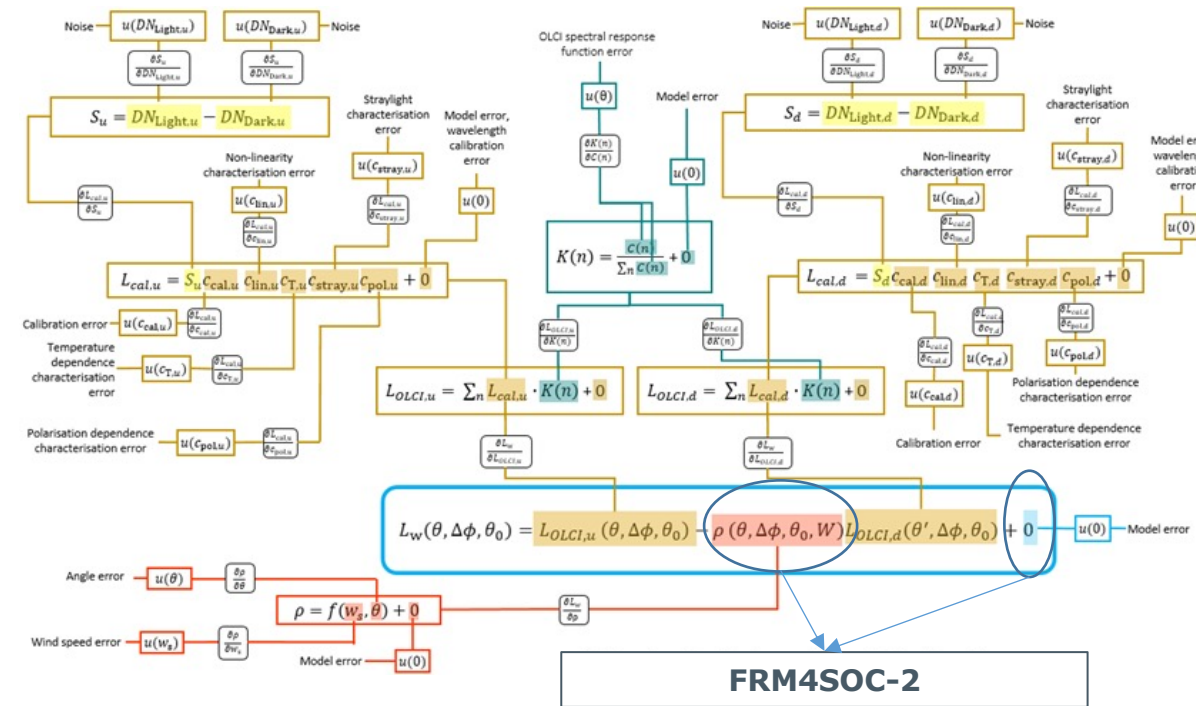 Noise u(DN_Light,u) u(DN_Dark,u) Noise
∂S_u/∂DN_Light,u ∂S_u/∂DN_Dark,u
S_u = DN_Light,u − DN_Dark,u
Straylight
characterisation
error
u(c_stray,u)
∂L_cal,u/∂c_stray,u
Model error,
wavelength
calibration
error
u(0)
Non-linearity
characterisation error
u(c_lin,u)
∂L_cal,u/∂c_lin,u
∂L_cal,u/∂S_u
L_cal,u = S_u c_cal,u c_lin,u c_T,u c_stray,u c_pol,u + 0
Calibration error u(c_cal,u) ∂L_cal,u/∂c_cal,u
Temperature
dependence
characterisation
error
u(c_T,u) ∂L_cal,u/∂c_T,u
Polarisation dependence
characterisation error
u(c_pol,u) ∂L_cal,u/∂c_pol,u
OLCI spectral response
function error
u(θ)
∂K(n)/∂C(n)
Model error
u(0)
K(n) = C(n)/∑_n C(n) + 0
∂L_OLCI,u/∂K(n) ∂L_OLCI,d/∂K(n)
L_OLCI,u = ∑_n L_cal,u · K(n) + 0
L_OLCI,d = ∑_n L_cal,d · K(n) + 0
∂L_w/∂L_OLCI,u ∂L_w/∂L_OLCI,d
Noise u(DN_Light,d) u(DN_Dark,d) Noise
∂S_d/∂DN_Light,d ∂S_d/∂DN_Dark,d
S_d = DN_Light,d − DN_Dark,d
Straylight
characterisation
error
u(c_stray,d)
∂L_cal,d/∂c_stray,d
Model er
wavelen
calibrati
error
u(0)
Non-linearity
characterisation error
u(c_lin,d)
∂L_cal,d/∂c_lin,d
∂L_cal,d/∂S_d
L_cal,d = S_d c_cal,d c_lin,d c_T,d c_stray,d c_pol,d + 0
∂L_cal,d/∂c_cal,d
u(c_cal,d)
Calibration error
∂L_cal,d/∂c_T,d
u(c_T,d)
Temperature dependence
characterisation error
∂L_cal,d/∂c_pol,d
u(c_pol,d)
Polarisation dependence
characterisation error
L_w(θ, Δϕ, θ_0) = L_OLCI,u (θ, Δϕ, θ_0) − ρ (θ, Δϕ, θ_0, W) L_OLCI,d (θ′, Δϕ, θ_0) + 0
u(0) Model error
Angle error u(θ) ∂ρ/∂θ
ρ = f(w_s, θ) + 0
∂L_w/∂ρ
Wind speed error u(w_s) ∂ρ/∂w_s
Model error u(0)
FRM4SOC-2